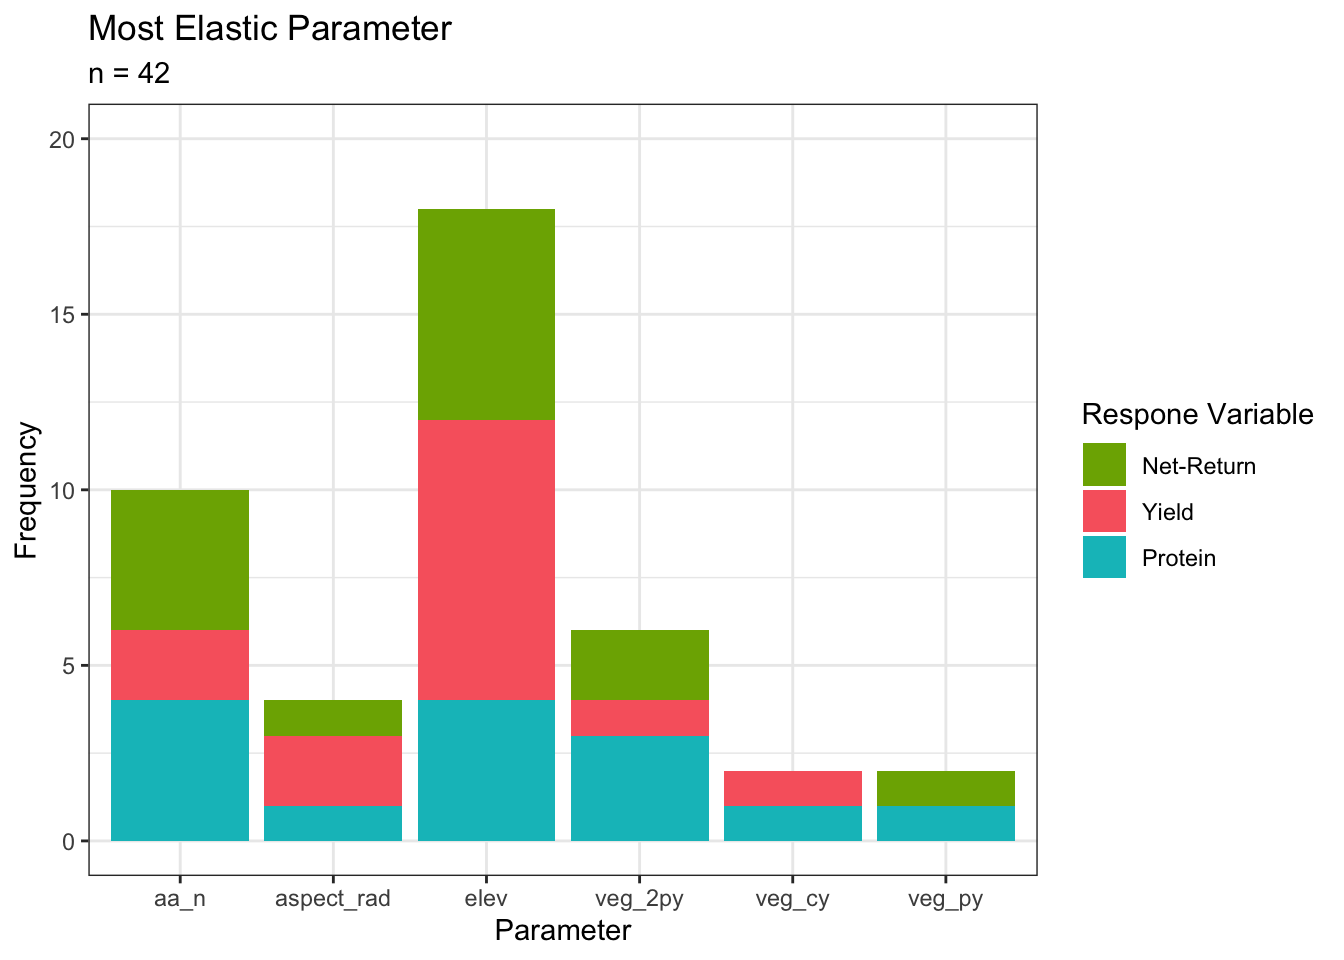 Most Elastic Parameter
n = 42
20
15
10
5
0
Frequency
aa_n
aspect_rad
elev
veg_2py
veg_cy
veg_py
Parameter
Respone Variable
Net-Return
Yield
Protein